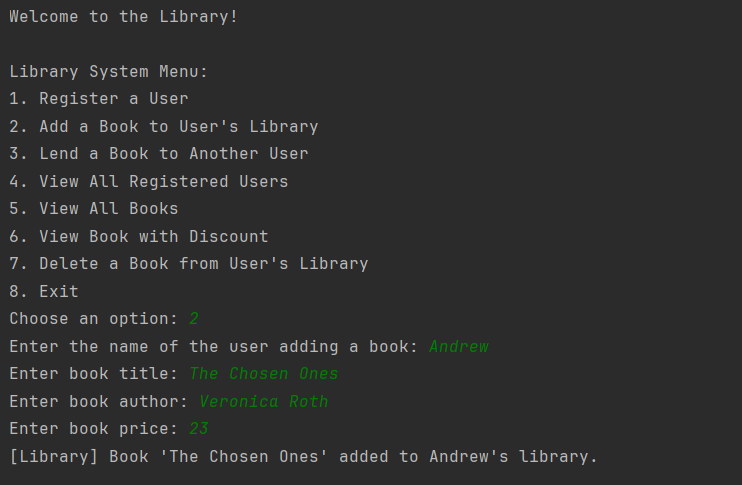 Welcome to the Library!
Library System Menu:
1. Register a User
2. Add a Book to User's Library
3. Lend a Book to Another User
4. View All Registered Users
5. View All Books
6. View Book with Discount
7. Delete a Book from User's Library
8. Exit
Choose an option: 2
Enter the name of the user adding a book: Andrew
Enter book title: The Chosen Ones
Enter book author: Veronica Roth
Enter book price: 23
[Library] Book 'The Chosen Ones' added to Andrew's library.